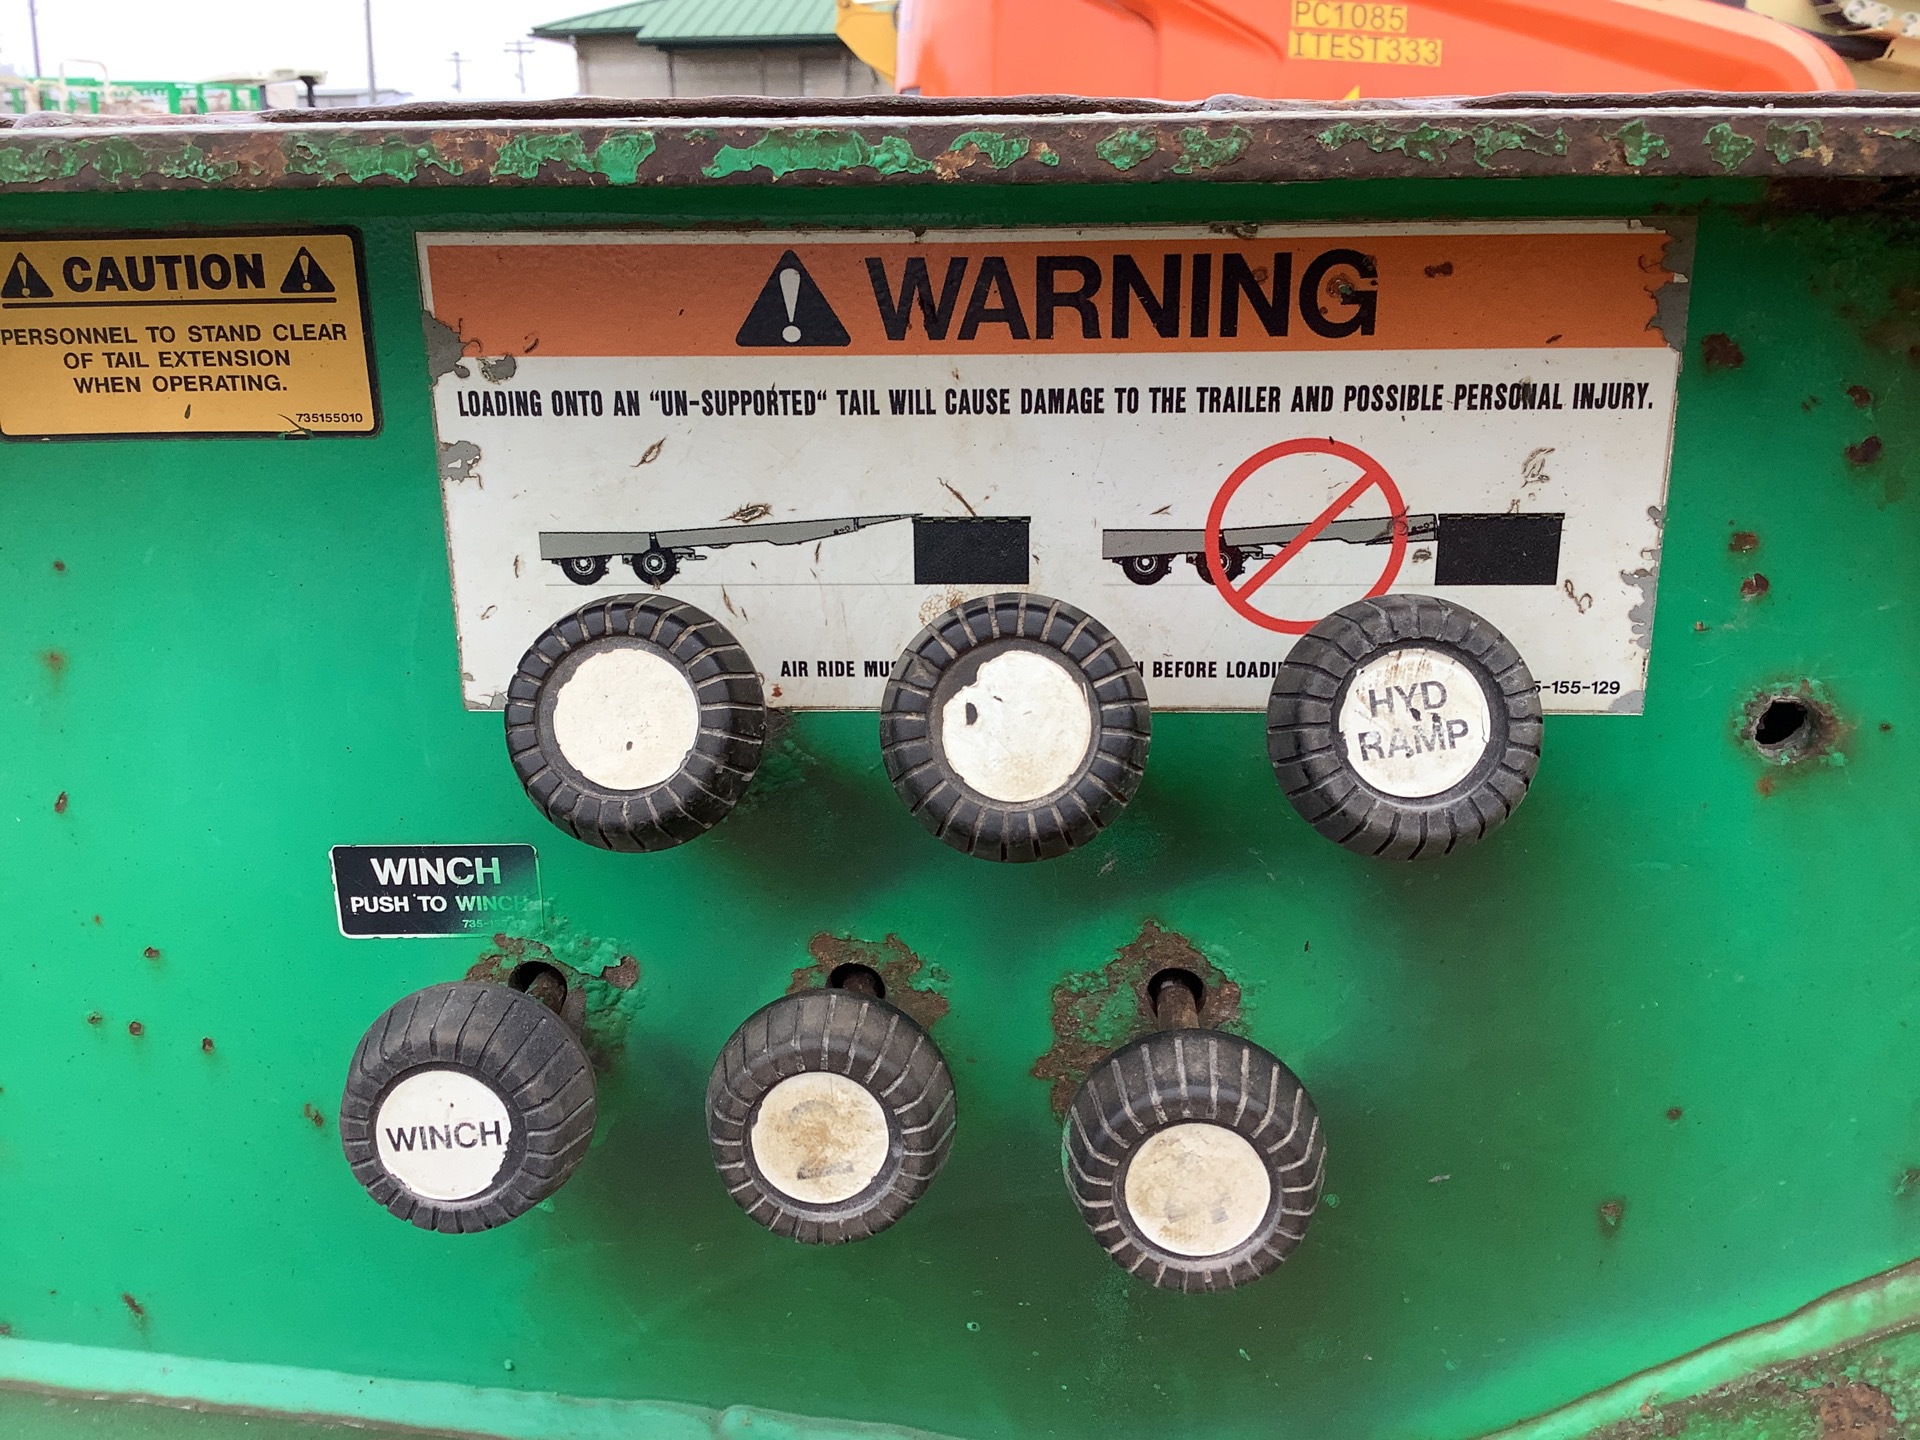 PC1085
ITEST333
CAUTION
PERSONNEL TO STAND CLEAR
OF TAIL EXTENSION
WHEN OPERATING.
735155010
WARNING
LOADING ONTO AN "UN-SUPPORTED" TAIL WILL CAUSE DAMAGE TO THE TRAILER AND POSSIBLE PERSONAL INJURY.
AIR RIDE BEFORE
5-155-129
HYD
RAMP
WINCH
PUSH TO WINCH
WINCH
2